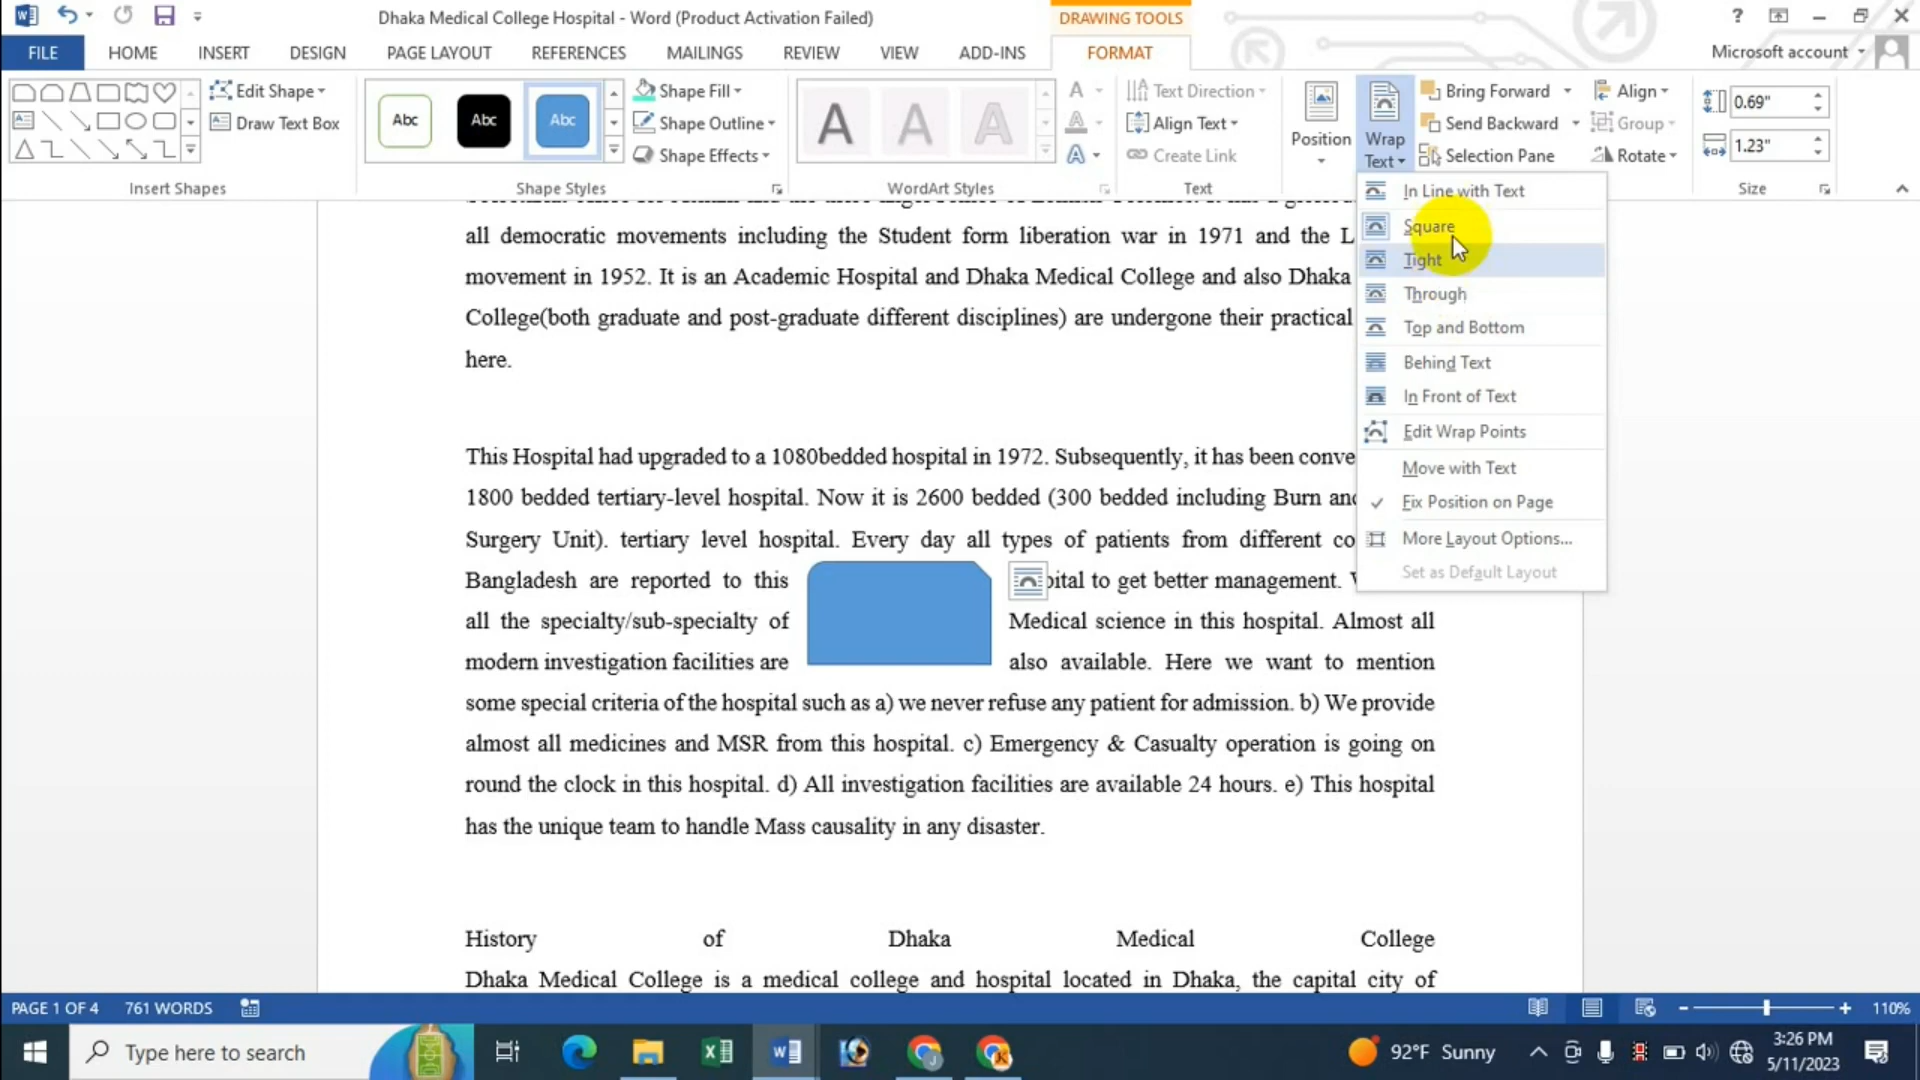 Dhaka Medical College Hospital - Word (Product Activation Failed)
DRAWING TOOLS
?
FILE HOME INSERT DESIGN PAGE LAYOUT REFERENCES MAILINGS REVIEW VIEW ADD-INS FORMAT
Microsoft account
Edit Shape
Draw Text Box
Insert Shapes
Abc Abc Abc
Shape Fill
Shape Outline
Shape Effects
Shape Styles
A A A
WordArt Styles
A
A
A
Text Direction
Align Text
Create Link
Text
Position
Wrap
Text
Bring Forward
Send Backward
Selection Pane
Align
Group
Rotate
0.69"
1.23"
Size
In Line with Text
Square
Tight
Through
Top and Bottom
Behind Text
In Front of Text
Edit Wrap Points
Move with Text
Fix Position on Page
More Layout Options...
Set as Default Layout
all democratic movements including the Student form liberation war in 1971 and the L
movement in 1952. It is an Academic Hospital and Dhaka Medical College and also Dhaka
College(both graduate and post-graduate different disciplines) are undergone their practical
here.
This Hospital had upgraded to a 1080bedded hospital in 1972. Subsequently, it has been conve
1800 bedded tertiary-level hospital. Now it is 2600 bedded (300 bedded including Burn and
Surgery Unit). tertiary level hospital. Every day all types of patients from different co
Bangladesh are reported to this pital to get better management.
all the specialty/sub-specialty of Medical science in this hospital. Almost all
modern investigation facilities are also available. Here we want to mention
some special criteria of the hospital such as a) we never refuse any patient for admission. b) We provide
almost all medicines and MSR from this hospital. c) Emergency & Casualty operation is going on
round the clock in this hospital. d) All investigation facilities are available 24 hours. e) This hospital
has the unique team to handle Mass causality in any disaster.
History of Dhaka Medical College
Dhaka Medical College is a medical college and hospital located in Dhaka, the capital city of
PAGE 1 OF 4 761 WORDS
110%
Type here to search
92°F Sunny
3:26 PM
5/11/2023